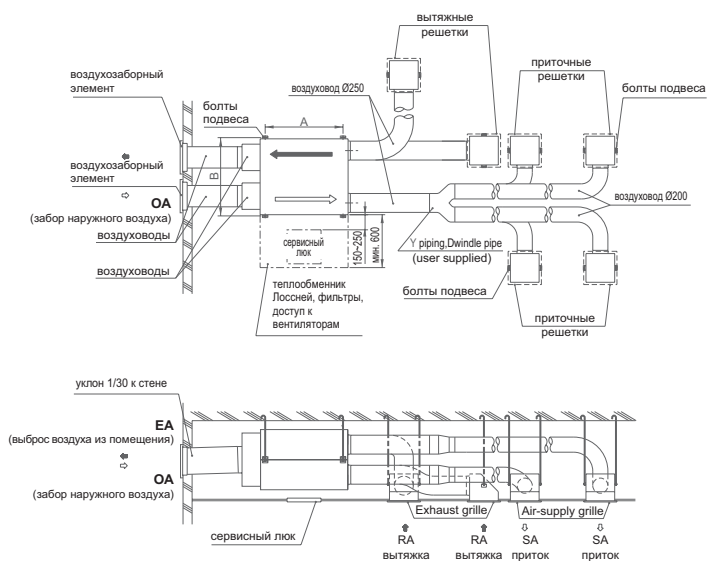 вытяжные
решетки
приточные
решетки
воздухозаборный
элемент
болты
подвеса
воздуховод Ø250
болты подвеса
A
B
воздухозаборный
элемент
OA
(забор наружного воздуха)
воздуховоды
воздуховоды
сервисный
люк
150~250
мин. 600
воздуховод Ø200
Y piping,Dwindle pipe
(user supplied)
болты подвеса
теплообменник
Лоссней, фильтры,
доступ к
вентиляторам
приточные
решетки
уклон 1/30 к стене
EA
(выброс воздуха из помещения)
OA
(забор наружного воздуха)
сервисный люк
Exhaust grille
Air-supply grille
RA
вытяжка
RA
вытяжка
SA
приток
SA
приток